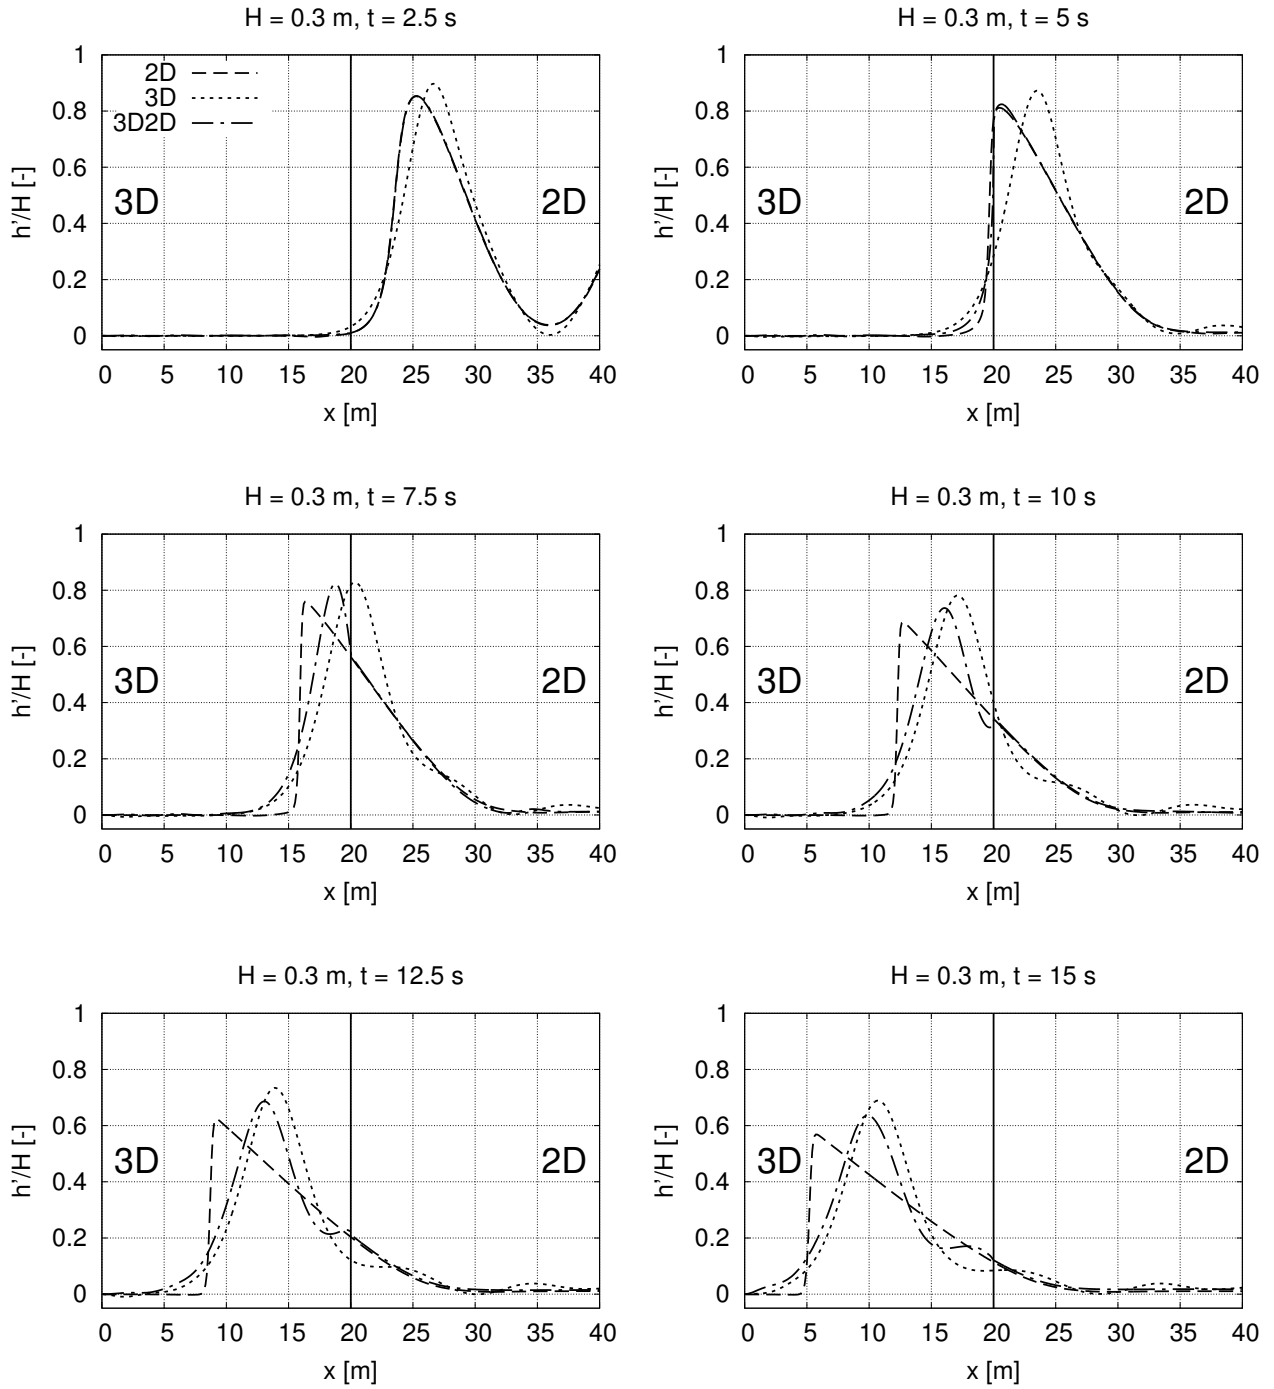 H = 0.3 m, t = 2.5 s
1
0.8
0.6
0.4
0.2
0
h'/H [-]
2D
3D
3D2D
3D
2D
0 5 10 15 20 25 30 35 40
x [m]
H = 0.3 m, t = 5 s
1
0.8
0.6
0.4
0.2
0
h'/H [-]
3D
2D
0 5 10 15 20 25 30 35 40
x [m]
H = 0.3 m, t = 7.5 s
1
0.8
0.6
0.4
0.2
0
h'/H [-]
3D
2D
0 5 10 15 20 25 30 35 40
x [m]
H = 0.3 m, t = 10 s
1
0.8
0.6
0.4
0.2
0
h'/H [-]
3D
2D
0 5 10 15 20 25 30 35 40
x [m]
H = 0.3 m, t = 12.5 s
1
0.8
0.6
0.4
0.2
0
h'/H [-]
3D
2D
0 5 10 15 20 25 30 35 40
x [m]
H = 0.3 m, t = 15 s
1
0.8
0.6
0.4
0.2
0
h'/H [-]
3D
2D
0 5 10 15 20 25 30 35 40
x [m]